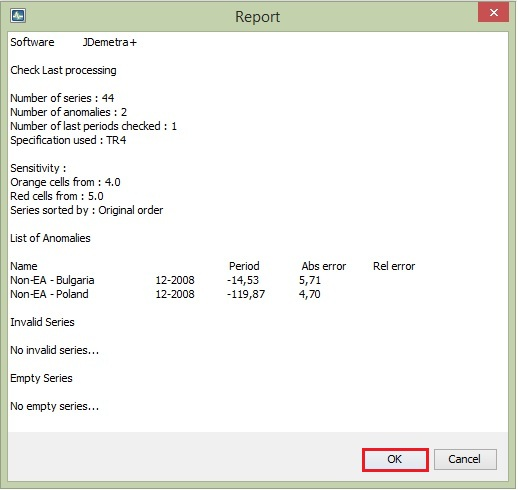 Report
Software JDemetra+
Check Last processing
Number of series : 44
Number of anomalies : 2
Number of last periods checked : 1
Specification used : TR4
Sensitivity :
Orange cells from : 4.0
Red cells from : 5.0
Series sorted by : Original order
List of Anomalies
Name Period Abs error Rel error
Non-EA - Bulgaria 12-2008 -14,53 5,71
Non-EA - Poland 12-2008 -119,87 4,70
Invalid Series
No invalid series...
Empty Series
No empty series...
OK Cancel